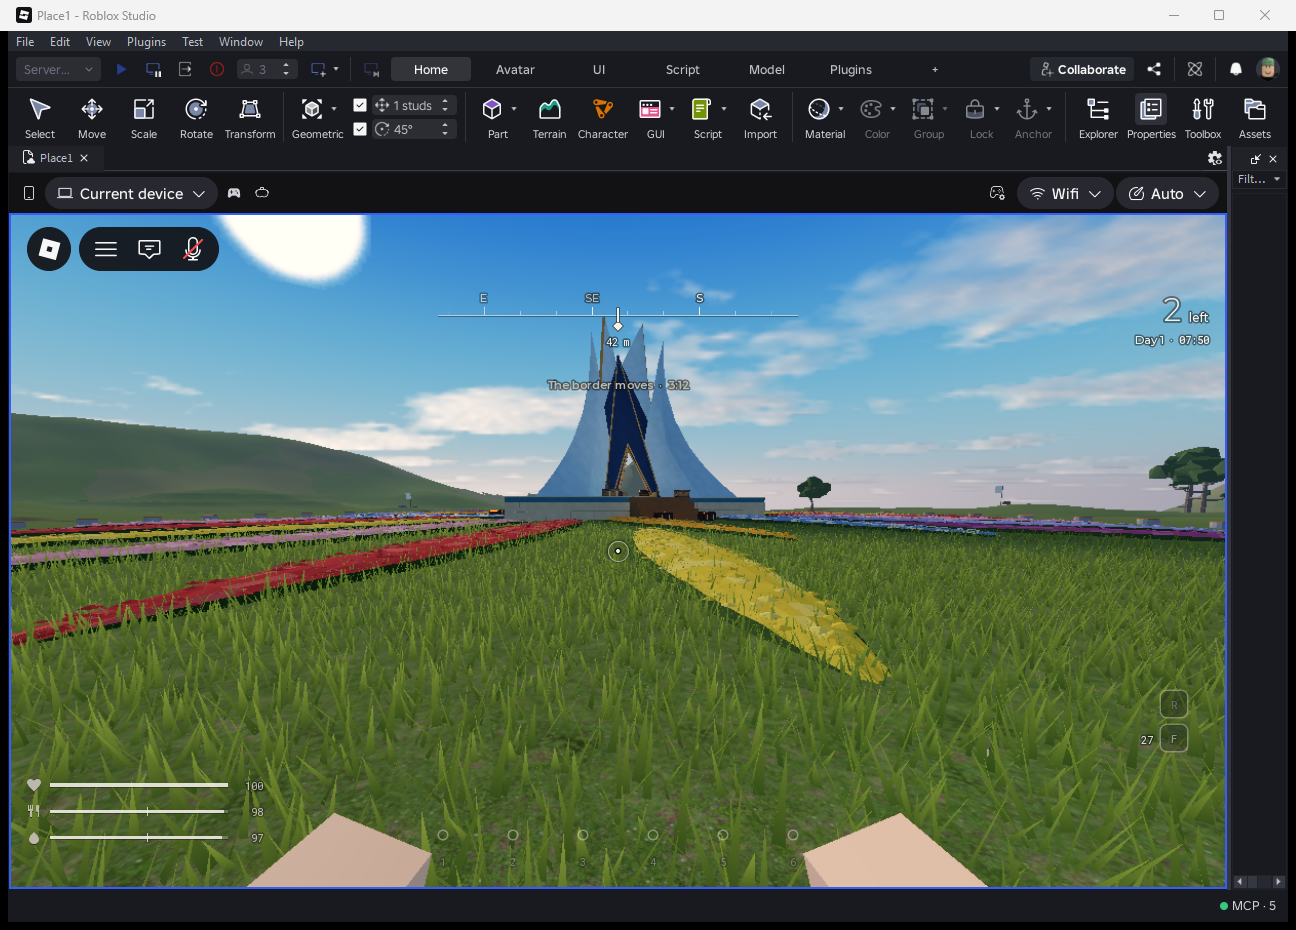 Place1 - Roblox Studio
File Edit View Plugins Test Window Help
Server... 3 Home Avatar UI Script Model Plugins + Collaborate
1 studs
45°
Select Move Scale Rotate Transform Geometric Part Terrain Character GUI Script Import Material Color Group Lock Anchor Explorer Properties Toolbox Assets
Place1
Filt...
Current device Wifi Auto
E SE S
2 left
42 m
Day1 · 07:50
The border moves · 3:12
R
27 F
100
98
97
1 2 3 4 5 6
MCP · 5